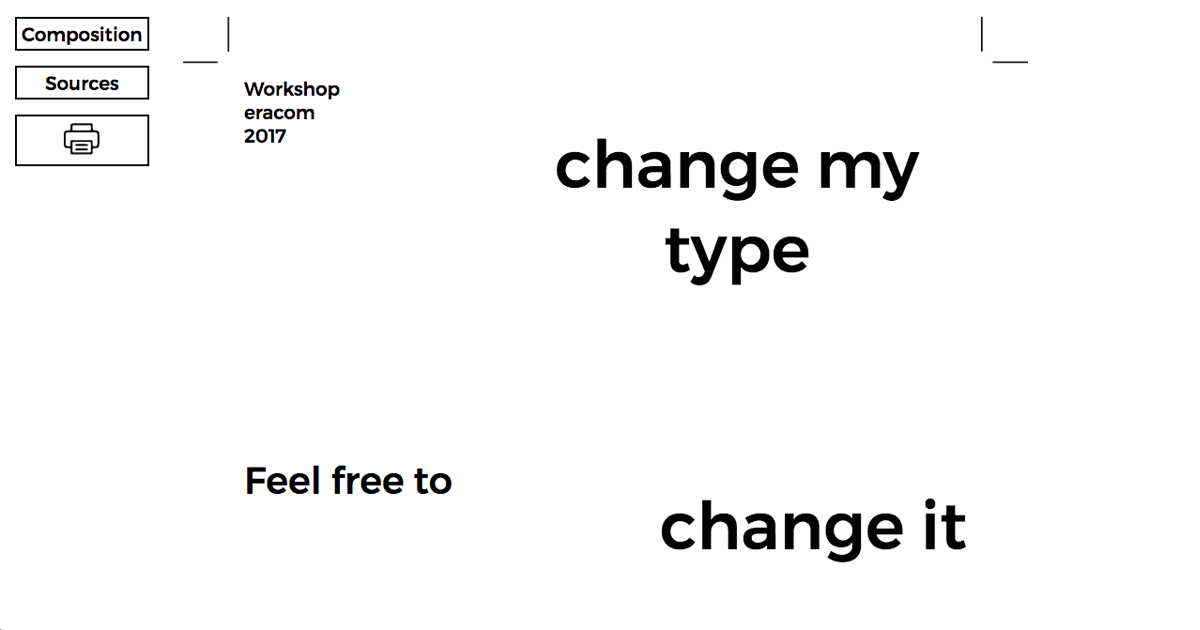 Composition
Sources
Workshop
eracom
2017
change my
type
Feel free to
change it